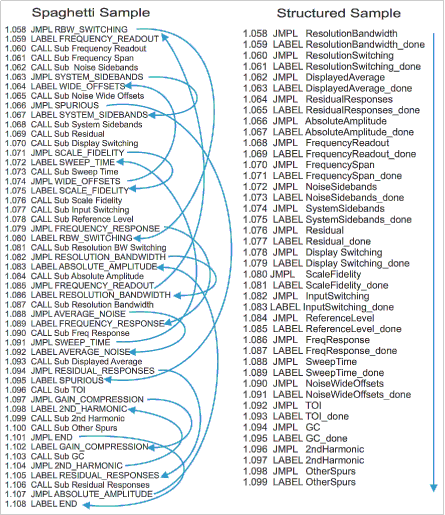 Spaghetti Sample
1.058 JMPL RBW_SWITCHING
1.059 LABEL FREQUENCY_READOUT
1.060 CALL Sub Frequency Readout
1.061 CALL Sub Frequency Span
1.062 CALL Sub Noise Sidebands
1.063 JMPL SYSTEM_SIDEBANDS
1.064 LABEL WIDE_OFFSETS
1.065 CALL Sub Noise Wide Offsets
1.066 JMPL SPURIOUS
1.067 LABEL SYSTEM_SIDEBANDS
1.068 CALL Sub System Sidebands
1.069 CALL Sub Residual
1.070 CALL Sub Display Switching
1.071 JMPL SCALE_FIDELITY
1.072 LABEL SWEEP_TIME
1.073 CALL Sub Sweep Time
1.074 JMPL WIDE_OFFSETS
1.075 LABEL SCALE_FIDELITY
1.076 CALL Sub Scale Fidelity
1.077 CALL Sub Input Switching
1.078 CALL Sub Reference Level
1.079 JMPL FREQUENCY_RESPONSE
1.080 LABEL RBW_SWITCHING
1.081 CALL Sub Resolution BW Switching
1.082 JMPL RESOLUTION_BANDWIDTH
1.083 LABEL ABSOLUTE_AMPLITUDE
1.084 CALL Sub Absolute Amplitude
1.085 JMPL FREQUENCY_READOUT
1.086 LABEL RESOLUTION_BANDWIDTH
1.087 CALL Sub Resolution Bandwidth
1.088 JMPL AVERAGE_NOISE
1.089 LABEL FREQUENCY_RESPONSE
1.090 CALL Sub Freq Response
1.091 JMPL SWEEP_TIME
1.092 LABEL AVERAGE_NOISE
1.093 CALL Sub Displayed Average
1.094 JMPL RESIDUAL_RESPONSES
1.095 LABEL SPURIOUS
1.096 CALL Sub TOI
1.097 JMPL GAIN_COMPRESSION
1.098 LABEL 2ND_HARMONIC
1.099 CALL Sub 2nd Harmonic
1.100 CALL Sub Other Spurs
1.101 JMPL END
1.102 LABEL GAIN_COMPRESSION
1.103 CALL Sub GC
1.104 JMPL 2ND_HARMONIC
1.105 LABEL RESIDUAL_RESPONSES
1.106 CALL Sub Residual Responses
1.107 JMPL ABSOLUTE_AMPLITUDE
1.108 LABEL END
Structured Sample
1.058 JMPL ResolutionBandwidth
1.059 LABEL ResolutionBandwidth_done
1.060 JMPL ResolutionSwitching
1.061 LABEL ResolutionSwitching_done
1.062 JMPL DisplayedAverage
1.063 LABEL DisplayedAverage_done
1.064 JMPL ResidualResponses
1.065 LABEL ResidualResponses_done
1.066 JMPL AbsoluteAmplitude
1.067 LABEL AbsoluteAmplitude_done
1.068 JMPL FrequencyReadout
1.069 LABEL FrequencyReadout_done
1.070 JMPL FrequencySpan
1.071 LABEL FrequencySpan_done
1.072 JMPL NoiseSidebands
1.073 LABEL NoiseSidebands_done
1.074 JMPL SystemSidebands
1.075 LABEL SystemSidebands_done
1.076 JMPL Residual
1.077 LABEL Residual_done
1.078 JMPL Display Switching
1.079 LABEL Display Switching_done
1.080 JMPL ScaleFidelity
1.081 LABEL ScaleFidelity_done
1.082 JMPL InputSwitching
1.083 LABEL InputSwitching_done
1.084 JMPL ReferenceLevel
1.085 LABEL ReferenceLevel_done
1.086 JMPL FreqResponse
1.087 LABEL FreqResponse_done
1.088 JMPL SweepTime
1.089 LABEL SweepTime_done
1.090 JMPL NoiseWideOffsets
1.091 LABEL NoiseWideOffsets_done
1.092 JMPL TOI
1.093 LABEL TOI_done
1.094 JMPL GC
1.095 LABEL GC_done
1.096 JMPL 2ndHarmonic
1.097 LABEL 2ndHarmonic
1.098 JMPL OtherSpurs
1.099 LABEL OtherSpurs